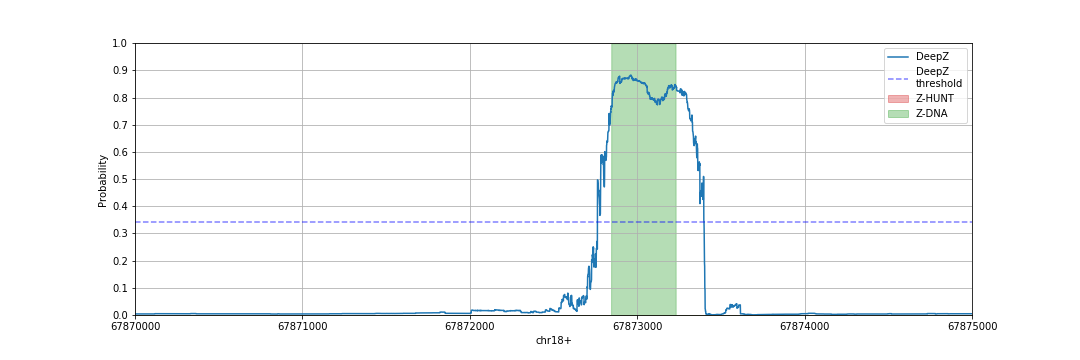 1.0
0.9
0.8
0.7
0.6
0.5
0.4
0.3
0.2
0.1
0.0
Probability
67870000
67871000
67872000
67873000
67874000
67875000
chr18+
DeepZ
DeepZ
threshold
Z-HUNT
Z-DNA